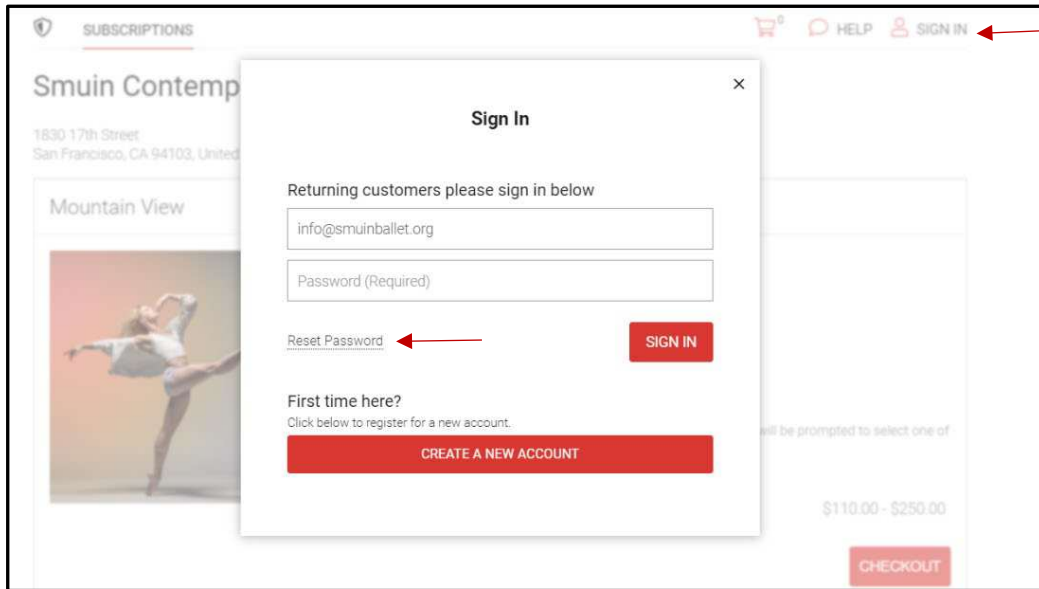 SUBSCRIPTIONS
0
HELP
SIGN IN
Smuin Contemp
1830 17th Street
San Francisco, CA 94103, United
Mountain View
×
Sign In
Returning customers please sign in below
info@smuinballet.org
Password (Required)
Reset Password
SIGN IN
First time here?
Click below to register for a new account.
CREATE A NEW ACCOUNT
will be prompted to select one of
$110.00 - $250.00
CHECKOUT